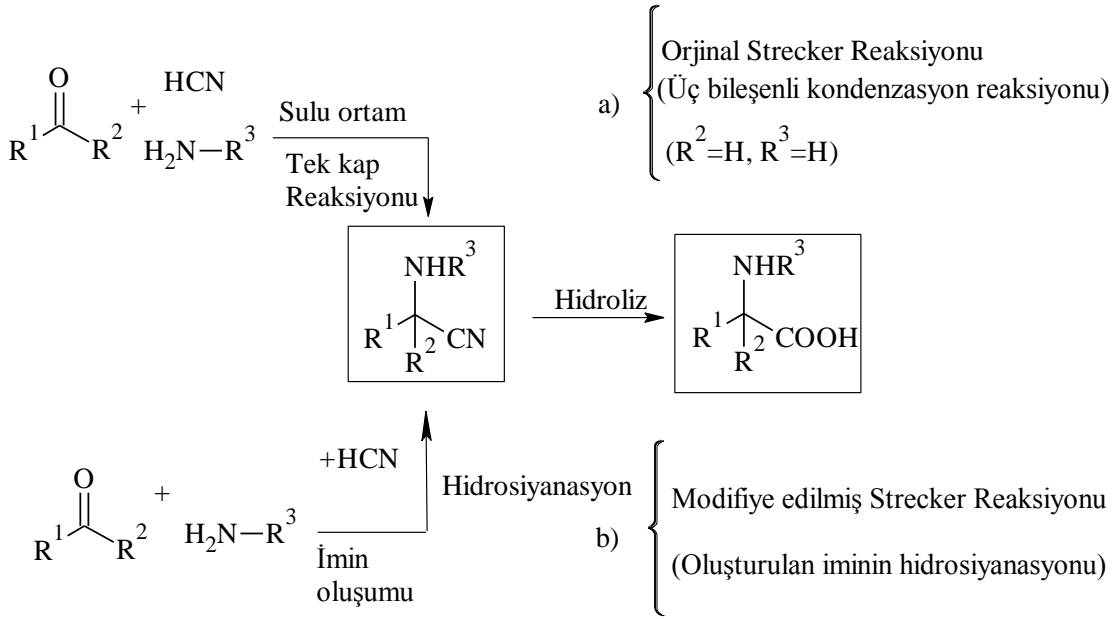 O
R¹ R²
+
HCN
H₂N—R³
Sulu ortam
Tek kap
Reaksiyonu
a)
Orjinal Strecker Reaksiyonu
(Üç bileşenli kondenzasyon reaksiyonu)
(R²=H, R³=H)
NHR³
R¹ CN
R²
Hidroliz
NHR³
R¹ COOH
R²
O
R¹ R²
+
H₂N—R³
+HCN
İmin
oluşumu
Hidrosiyanasyon
b)
Modifiye edilmiş Strecker Reaksiyonu
(Oluşturulan iminin hidrosiyanasyonu)